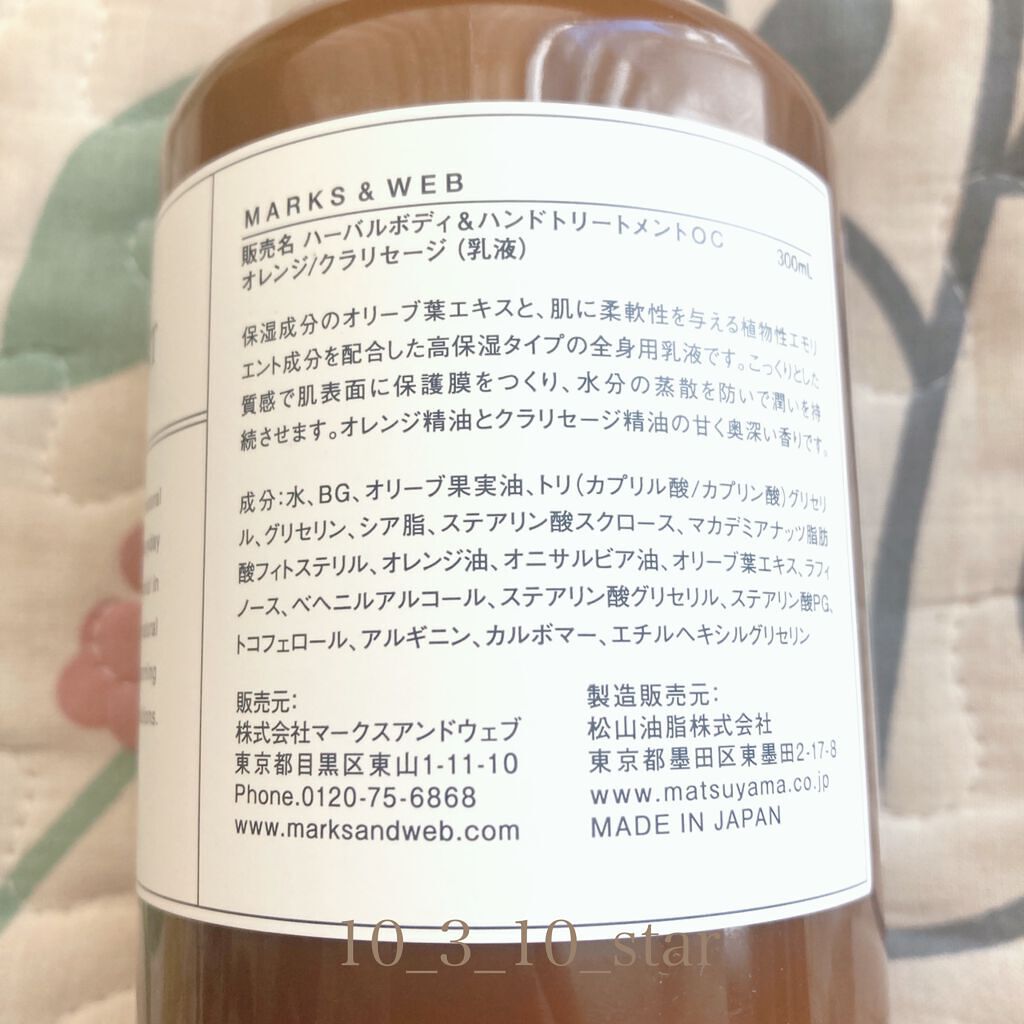 MARKS & WEB
販売名 ハーバルボディ&ハンドトリートメントOC
オレンジ/クラリセージ (乳液)
300mL
保湿成分のオリーブ葉エキスと、肌に柔軟性を与える植物性エモリ
エント成分を配合した高保湿タイプの全身用乳液です。こっくりとした
質感で肌表面に保護膜をつくり、水分の蒸散を防いで潤いを持
続させます。オレンジ精油とクラリセージ精油の甘く奥深い香りです。
成分:水、BG、オリーブ果実油、トリ(カプリル酸/カプリン酸)グリセリ
ル、グリセリン、シア脂、ステアリン酸スクロース、マカデミアナッツ脂肪
酸フィトステリル、オレンジ油、オニサルビア油、オリーブ葉エキス、ラフィ
ノース、ベヘニルアルコール、ステアリン酸グリセリル、ステアリン酸PG、
トコフェロール、アルギニン、カルボマー、エチルヘキシルグリセリン
販売元:
株式会社マークスアンドウェブ
東京都目黒区東山1-11-10
Phone.0120-75-6868
www.marksandweb.com
製造販売元:
松山油脂株式会社
東京都墨田区東墨田2-17-8
www.matsuyama.co.jp
MADE IN JAPAN
10_3_10_star